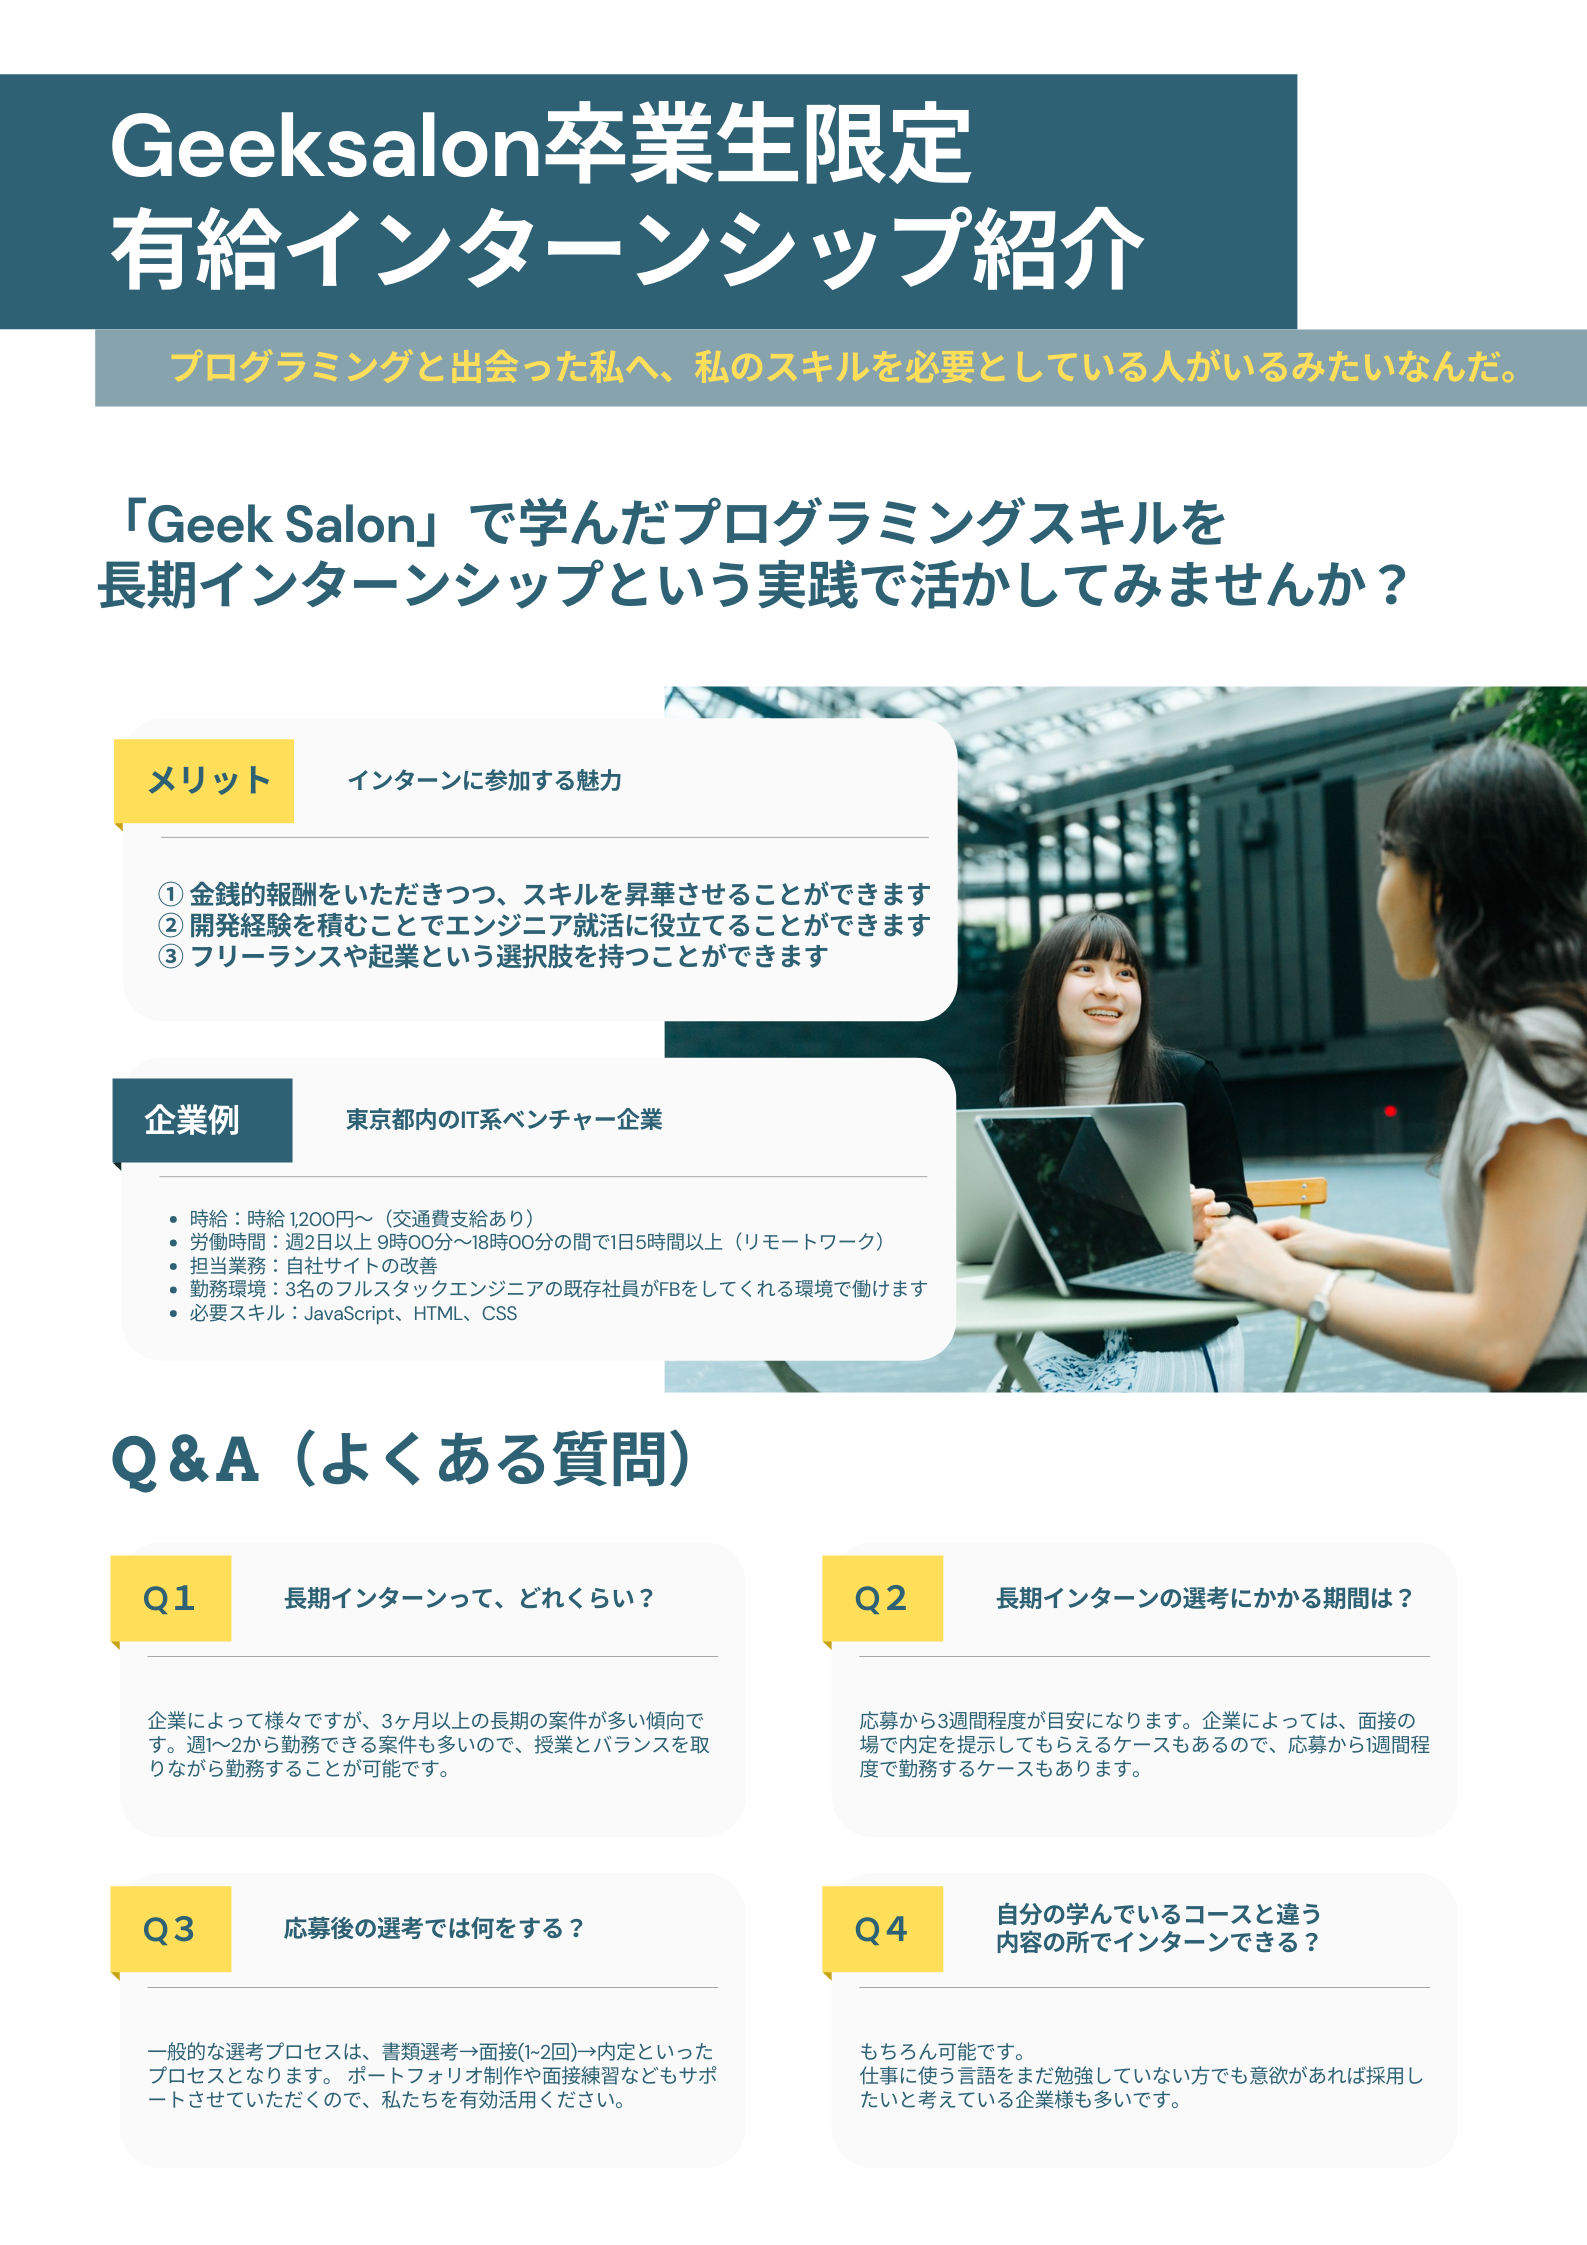 Geeksalon卒業生限定
有給インターンシップ紹介
プログラミングと出会った私へ、私のスキルを必要としている人がいるみたいなんだ。
「Geek Salon」で学んだプログラミングスキルを
長期インターンシップという実践で活かしてみませんか？
メリット
インターンに参加する魅力
① 金銭的報酬をいただきつつ、スキルを昇華させることができます
② 開発経験を積むことでエンジニア就活に役立てることができます
③ フリーランスや起業という選択肢を持つことができます
企業例
東京都内のIT系ベンチャー企業
• 時給：時給 1,200円〜（交通費支給あり）
• 労働時間：週2日以上 9時00分〜18時00分の間で1日5時間以上（リモートワーク）
• 担当業務：自社サイトの改善
• 勤務環境：3名のフルスタックエンジニアの既存社員がFBをしてくれる環境で働けます
• 必要スキル：JavaScript、HTML、CSS
Q&A（よくある質問）
Q1
長期インターンって、どれくらい？
企業によって様々ですが、3ヶ月以上の長期の案件が多い傾向で
す。週1〜2から勤務できる案件も多いので、授業とバランスを取
りながら勤務することが可能です。
Q2
長期インターンの選考にかかる期間は？
応募から3週間程度が目安になります。企業によっては、面接の
場で内定を提示してもらえるケースもあるので、応募から1週間程
度で勤務するケースもあります。
Q3
応募後の選考では何をする？
一般的な選考プロセスは、書類選考→面接(1~2回)→内定といった
プロセスとなります。 ポートフォリオ制作や面接練習などもサポ
ートさせていただくので、私たちを有効活用ください。
Q4
自分の学んでいるコースと違う
内容の所でインターンできる？
もちろん可能です。
仕事に使う言語をまだ勉強していない方でも意欲があれば採用し
たいと考えている企業様も多いです。